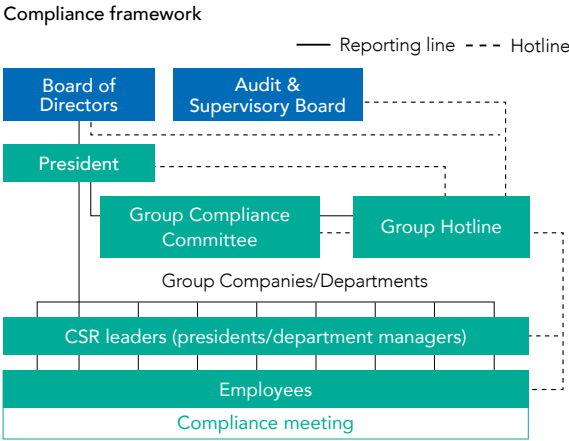 Compliance framework
Reporting line
Hotline
Board of
Directors
Audit &
Supervisory Board
President
Group Compliance
Committee
Group Hotline
Group Companies/Departments
CSR leaders (presidents/department managers)
Employees
Compliance meeting